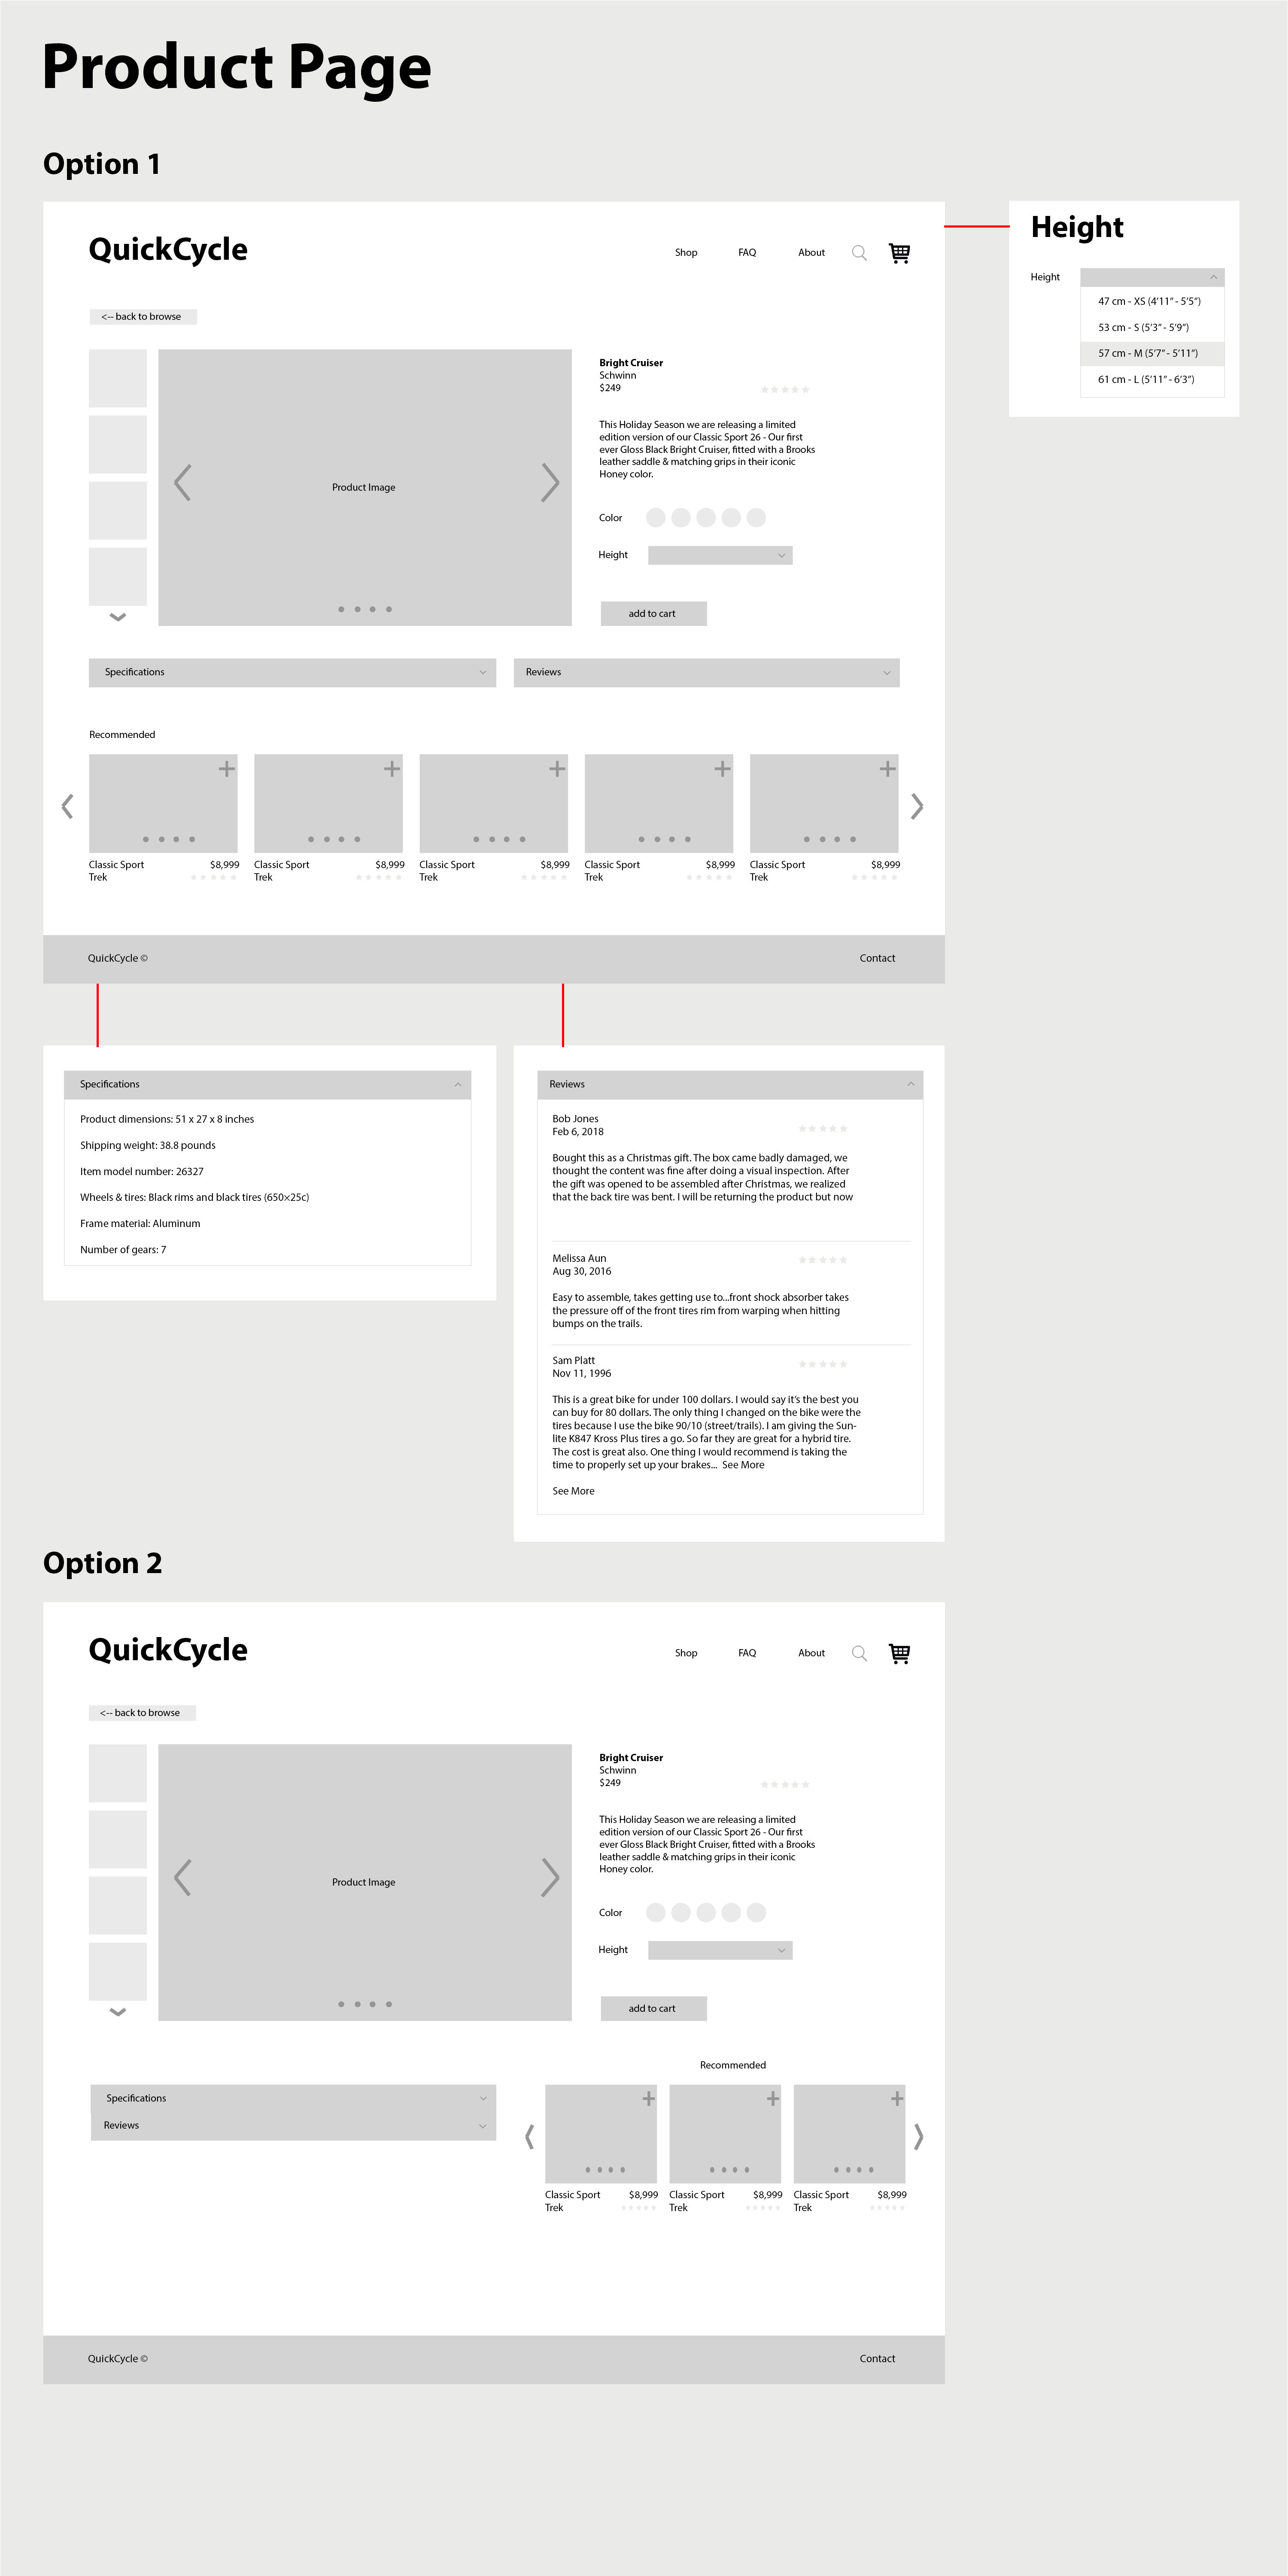 Product Page
Option 1
QuickCycle
Shop
FAQ
About
<-- back to browse
Product Image
Bright Cruiser
Schwinn
$249
This Holiday Season we are releasing a limited
edition version of our Classic Sport 26 - Our first
ever Gloss Black Bright Cruiser, fitted with a Brooks
leather saddle & matching grips in their iconic
Honey color.
Color
Height
add to cart
Specifications
Reviews
Recommended
Classic Sport $8,999
Trek
Classic Sport $8,999
Trek
Classic Sport $8,999
Trek
Classic Sport $8,999
Trek
Classic Sport $8,999
Trek
QuickCycle ©
Contact
Height
Height
47 cm - XS (4’11” - 5’5”)
53 cm - S (5’3” - 5’9”)
57 cm - M (5’7” - 5’11”)
61 cm - L (5’11” - 6’3”)
Specifications
Product dimensions: 51 x 27 x 8 inches
Shipping weight: 38.8 pounds
Item model number: 26327
Wheels & tires: Black rims and black tires (650×25c)
Frame material: Aluminum
Number of gears: 7
Reviews
Bob Jones
Feb 6, 2018
Bought this as a Christmas gift. The box came badly damaged, we
thought the content was fine after doing a visual inspection. After
the gift was opened to be assembled after Christmas, we realized
that the back tire was bent. I will be returning the product but now
Melissa Aun
Aug 30, 2016
Easy to assemble, takes getting use to...front shock absorber takes
the pressure off of the front tires rim from warping when hitting
bumps on the trails.
Sam Platt
Nov 11, 1996
This is a great bike for under 100 dollars. I would say it’s the best you
can buy for 80 dollars. The only thing I changed on the bike were the
tires because I use the bike 90/10 (street/trails). I am giving the Sun-
lite K847 Kross Plus tires a go. So far they are great for a hybrid tire.
The cost is great also. One thing I would recommend is taking the
time to properly set up your brakes... See More
See More
Option 2
QuickCycle
Shop
FAQ
About
<-- back to browse
Product Image
Bright Cruiser
Schwinn
$249
This Holiday Season we are releasing a limited
edition version of our Classic Sport 26 - Our first
ever Gloss Black Bright Cruiser, fitted with a Brooks
leather saddle & matching grips in their iconic
Honey color.
Color
Height
add to cart
Specifications
Reviews
Recommended
Classic Sport $8,999
Trek
Classic Sport $8,999
Trek
Classic Sport $8,999
Trek
QuickCycle ©
Contact